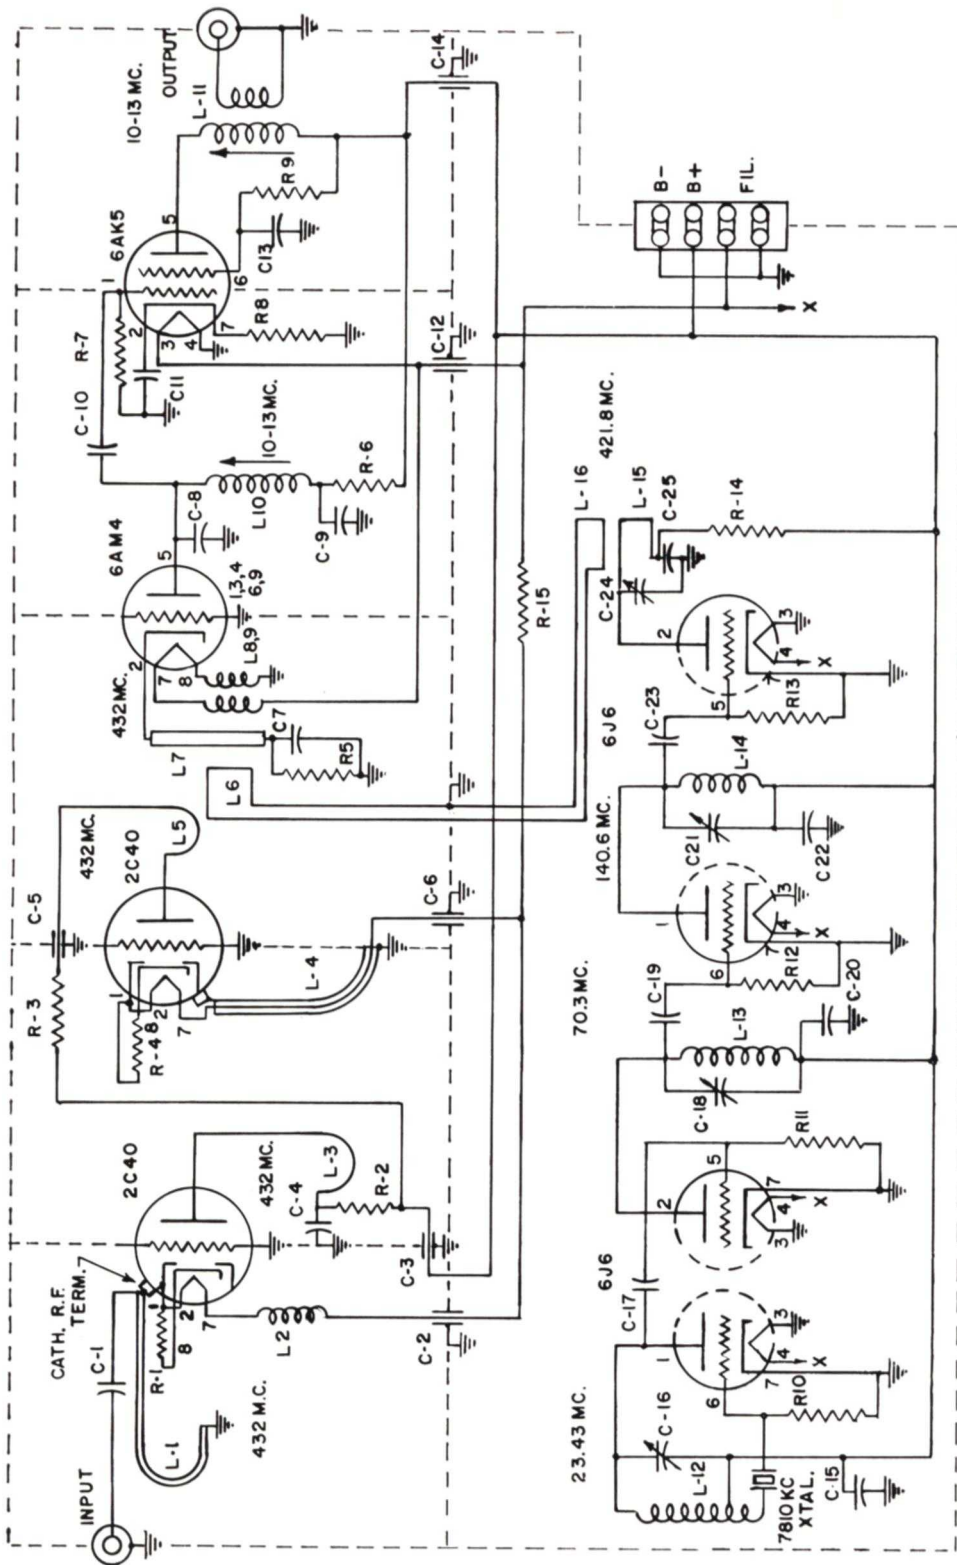 INPUT
C-1
CATH. R.F.
TERM.
7
2C40
R-3
C-5
432 MC.
2C40
432 MC.
6AM4
C-10
R-7
6AK5
10-13 MC.
OUTPUT
L-11
1
2
8
7
R-1
L-1
432 M.C.
L2
432 MC.
C-4
L-3
R-2
C-3
C-2
1
8
2
7
R-4
L5
L-4
C-6
L6
L7
C7
R5
2
7
8
5
1,3,4
6,9
L8,9
C-8
L10
10-13 MC.
C-9
R-6
1
2
3
4
5
6
7
C11
R8
C13
R9
C-12
C-14
R-15
L-16
421.8 MC.
B-
B+
FIL.
X
23.43 MC.
6J6
70.3 MC.
140.6 MC.
6J6
C-16
L-12
7810 KC
XTAL.
C-15
1
6
7
4
3
X
R10
C-17
2
5
3
4
7
X
R11
C-18
L-13
C-19
C-20
1
6
7
4
3
X
R12
C21
L-14
C22
C-23
2
5
4
3
X
R13
C-24
L-15
C-25
R-14